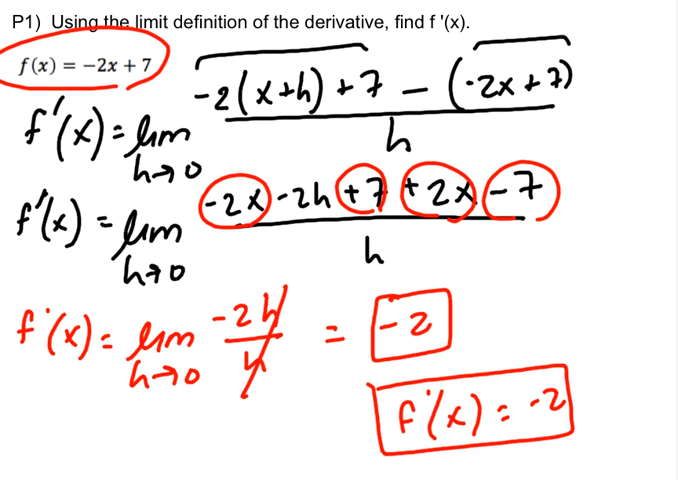 P1) Using the limit definition of the derivative, find f '(x).
f(x) = −2x + 7
-2(x+h) + 7 - (-2x + 7)
f'(x) = lim
h→0
h
-2x - 2h + 7 + 2x - 7
f'(x) = lim
h→0
h
f'(x) = lim -2h/h = -2
h→0
f'(x) = -2